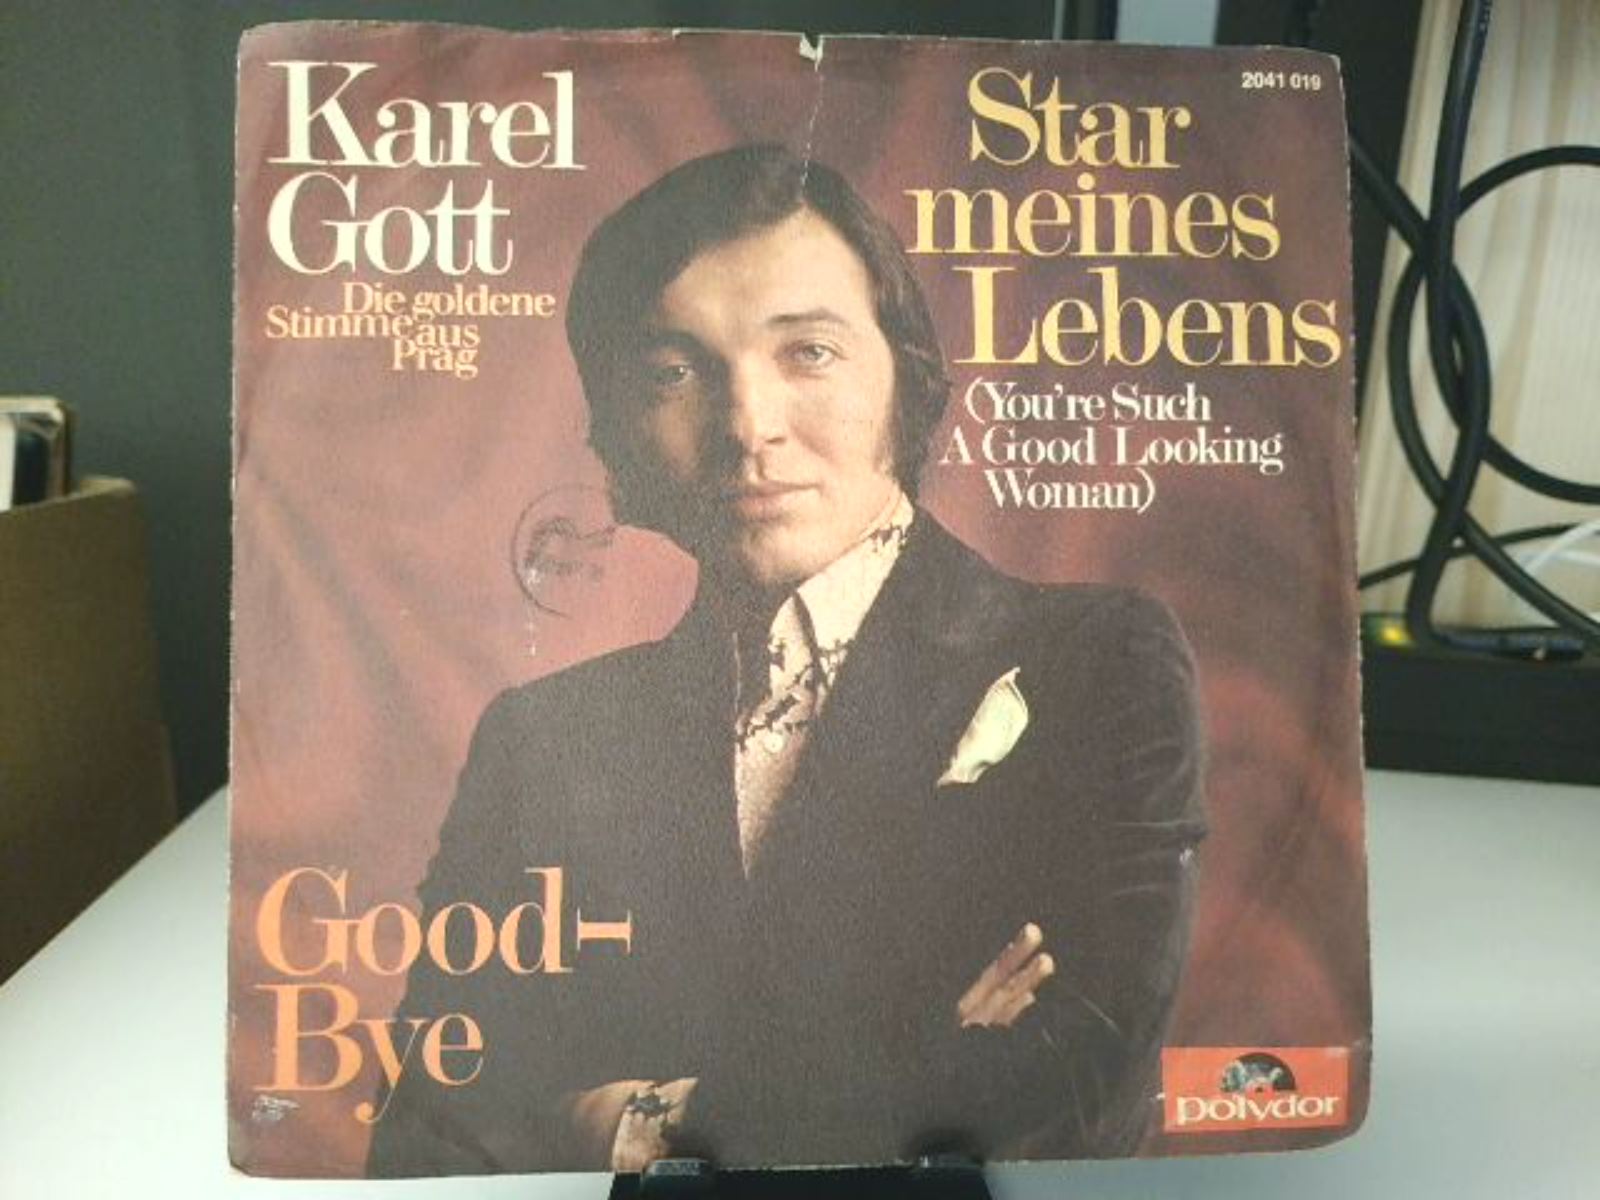 Karel
Gott
Die goldene
Stimme aus
Prag
2041 019
Star
meines
Lebens
(You're Such
A Good Looking
Woman)
Good-
Bye
polydor